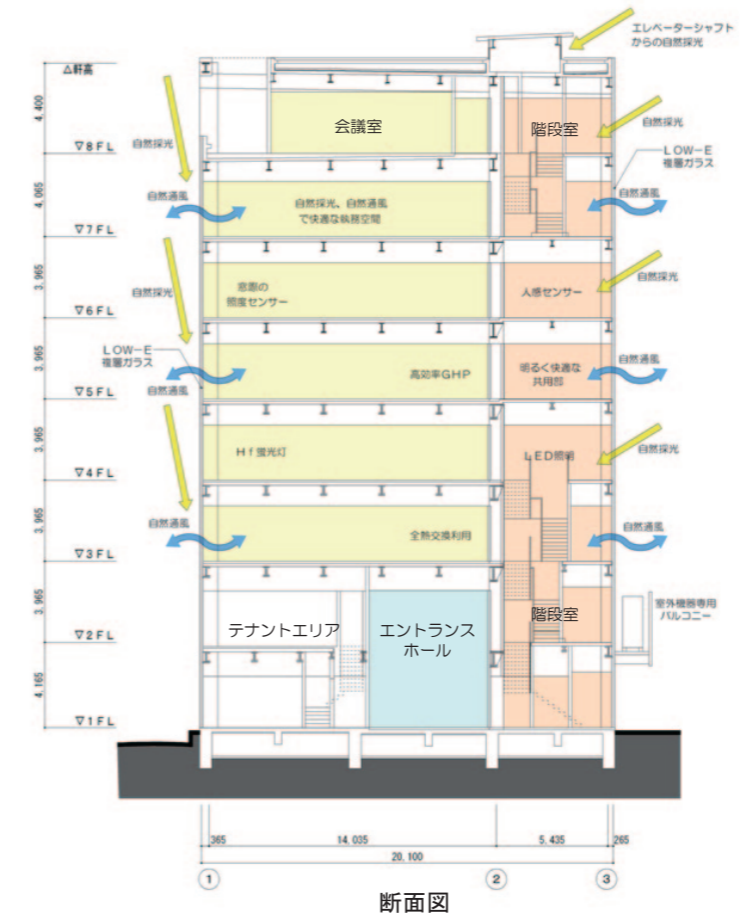 エレベーターシャフト
からの自然採光
△軒高
4,400
会議室
階段室
自然採光
自然採光
▽8FL
LOW-E
複層ガラス
4,065
自然通風
自然採光、自然通風
で快適な執務空間
自然通風
▽7FL
3,965
自然採光
窓際の
照度センサー
人感センサー
自然採光
▽6FL
3,965
LOW-E
複層ガラス
自然通風
高効率GHP
明るく快適な
共用部
自然通風
▽5FL
3,965
自然採光
Hf蛍光灯
LED照明
自然採光
▽4FL
3,965
自然通風
全熱交換利用
自然通風
▽3FL
3,965
テナントエリア
エントランス
ホール
階段室
室外機器専用
バルコニー
▽2FL
4,165
▽1FL
365
14,035
5,435
265
20,100
1
2
3
断面図